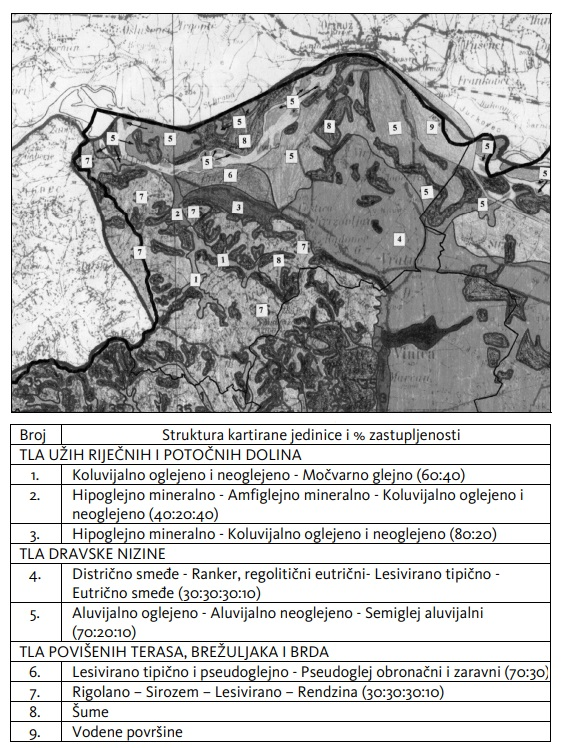 5
5
5
5
8
8
5
9
5
7
5
5
6
5
7
2
7
3
5
4
7
1
8
7
1
7
Vinica
Broj Struktura kartirane jedinice i % zastupljenosti
TLA UŽIH RIJEČNIH I POTOČNIH DOLINA
1. Koluvijalno oglejeno i neoglejeno - Močvarno glejno (60:40)
2. Hipoglejno mineralno - Amfiglejno mineralno - Koluvijalno oglejeno i
neoglejeno (40:20:40)
3. Hipoglejno mineralno - Koluvijalno oglejeno i neoglejeno (80:20)
TLA DRAVSKE NIZINE
4. Distrično smeđe - Ranker, regolitični eutrični- Lesivirano tipično -
Eutrično smeđe (30:30:30:10)
5. Aluvijalno oglejeno - Aluvijalno neoglejeno - Semiglej aluvijalni
(70:20:10)
TLA POVIŠENIH TERASA, BREŽULJAKA I BRDA
6. Lesivirano tipično i pseudoglejno - Pseudoglej obronačni i zaravni (70:30)
7. Rigolano – Sirozem – Lesivirano – Rendzina (30:30:30:10)
8. Šume
9. Vodene površine